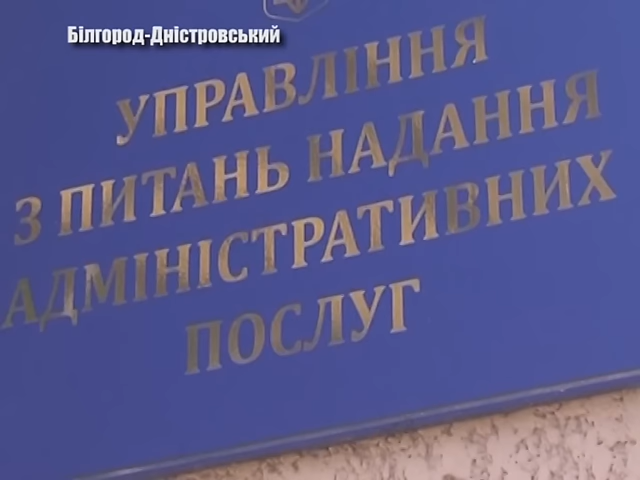 Білгород-Дністровський
УПРАВЛІННЯ
З ПИТАНЬ НАДАННЯ
АДМІНІСТРАТИВНИХ
ПОСЛУГ